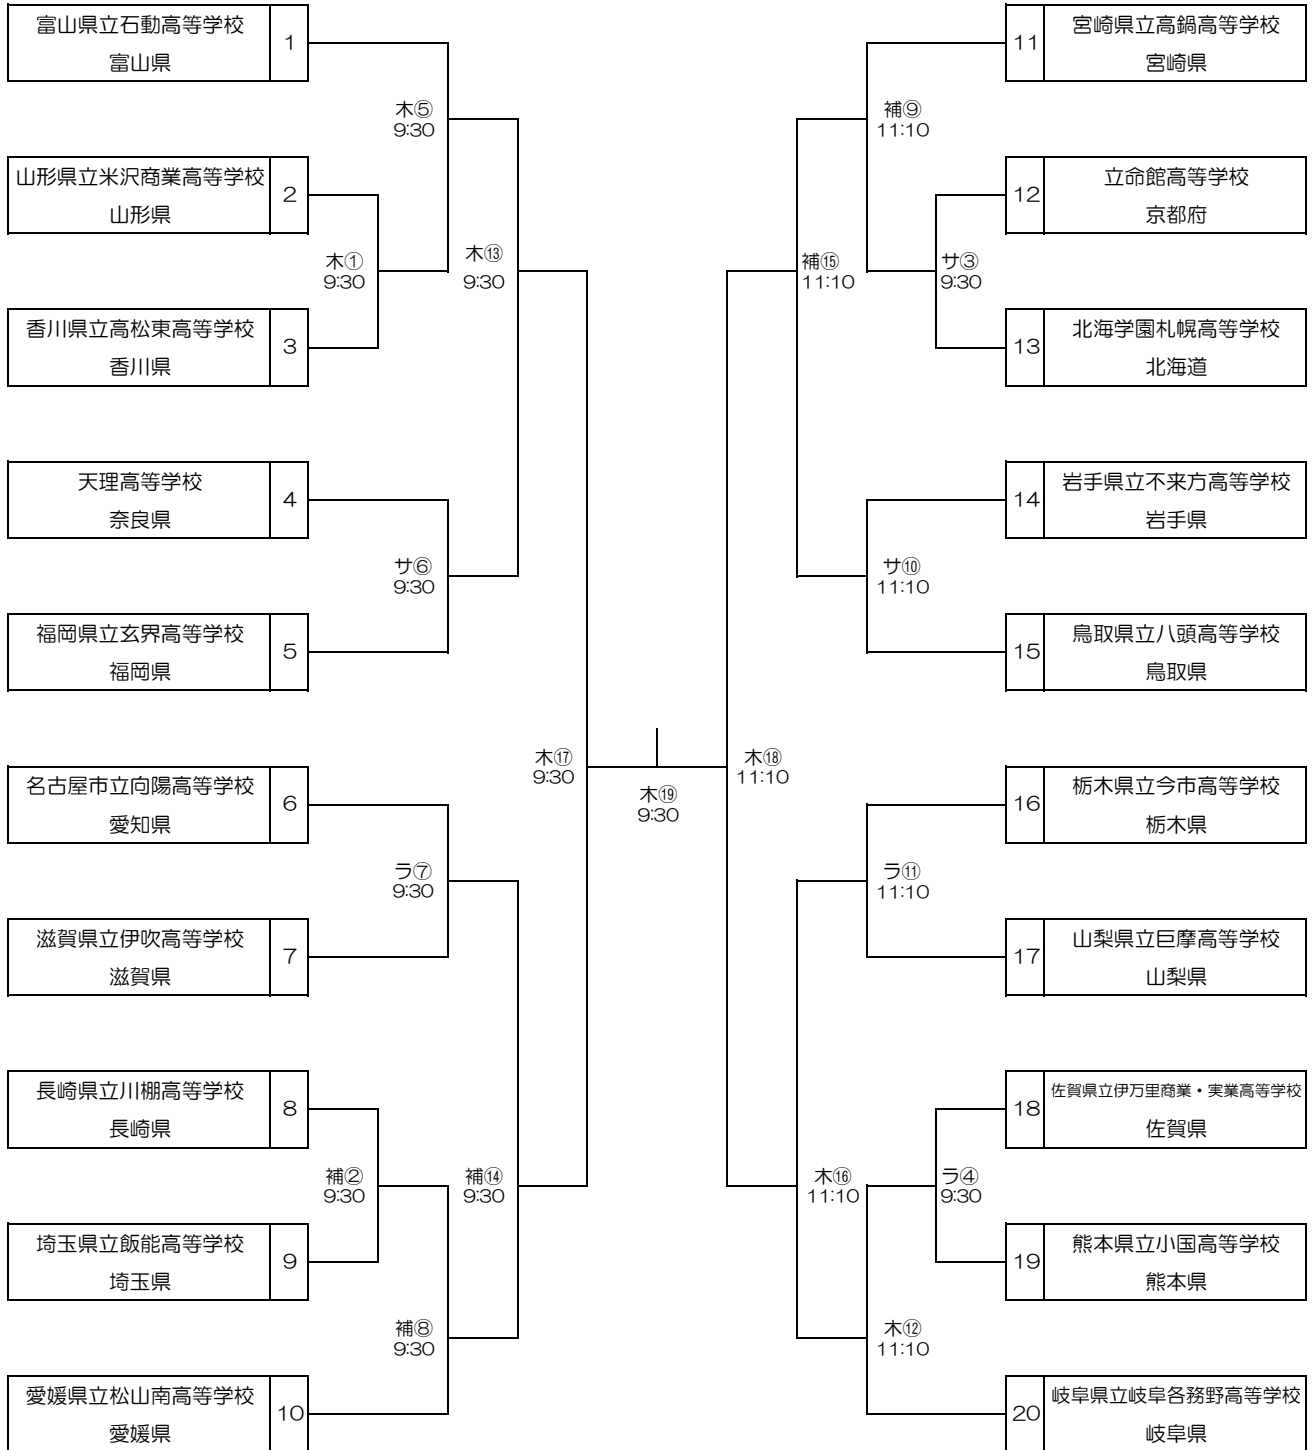 富山県立石動高等学校
富山県
1
山形県立米沢商業高等学校
山形県
2
香川県立高松東高等学校
香川県
3
天理高等学校
奈良県
4
福岡県立玄界高等学校
福岡県
5
名古屋市立向陽高等学校
愛知県
6
滋賀県立伊吹高等学校
滋賀県
7
長崎県立川棚高等学校
長崎県
8
埼玉県立飯能高等学校
埼玉県
9
愛媛県立松山南高等学校
愛媛県
10
木①
9:30
補②
9:30
木⑤
9:30
サ⑥
9:30
ラ⑦
9:30
補⑧
9:30
木⑬
9:30
補⑭
9:30
木⑰
9:30
木⑲
9:30
木⑱
11:10
補⑮
11:10
木⑯
11:10
補⑨
11:10
サ⑩
11:10
ラ⑪
11:10
木⑫
11:10
サ③
9:30
ラ④
9:30
11
宮崎県立高鍋高等学校
宮崎県
12
立命館高等学校
京都府
13
北海学園札幌高等学校
北海道
14
岩手県立不来方高等学校
岩手県
15
鳥取県立八頭高等学校
鳥取県
16
栃木県立今市高等学校
栃木県
17
山梨県立巨摩高等学校
山梨県
18
佐賀県立伊万里商業・実業高等学校
佐賀県
19
熊本県立小国高等学校
熊本県
20
岐阜県立岐阜各務野高等学校
岐阜県